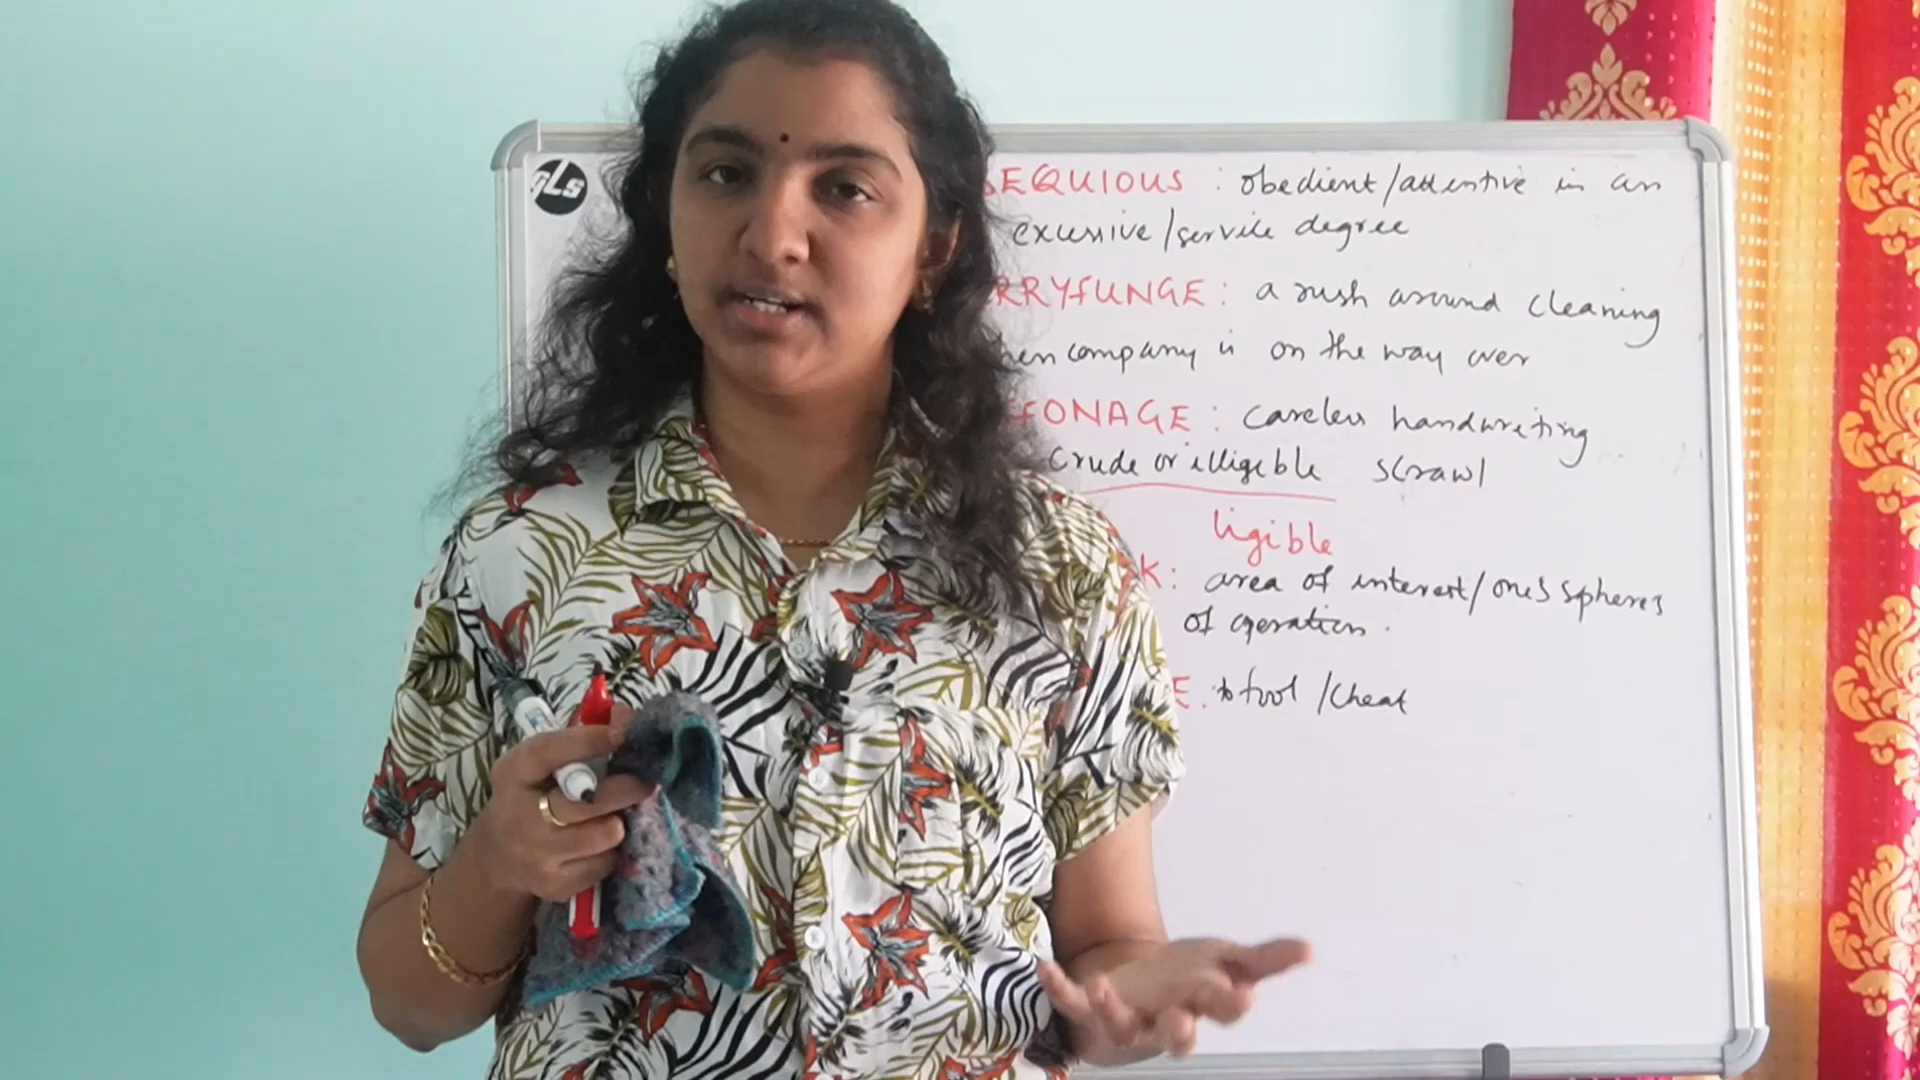 GLS
SEQUIOUS : obedient/attentive in an
excessive/servile degree
RRYFUNGE : a rush around cleaning
hen company is on the way over
FONAGE : careless handwriting
crude or illigible scrawl
ligible
K : area of interest/one's spheres
of operation.
E : to fool /cheat